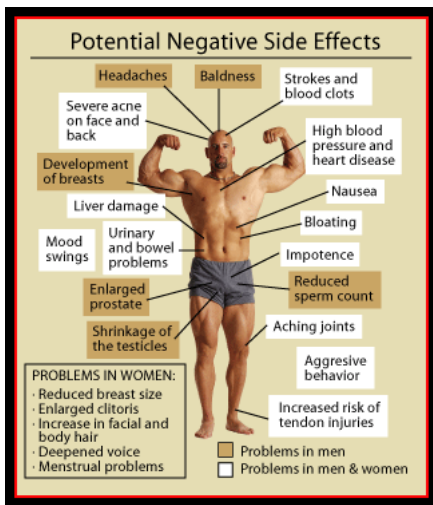 Potential Negative Side Effects
Headaches
Baldness
Strokes and
blood clots
Severe acne
on face and
back
High blood
pressure and
heart disease
Development
of breasts
Nausea
Liver damage
Bloating
Mood
swings
Urinary
and bowel
problems
Impotence
Enlarged
prostate
Reduced
sperm count
Shrinkage of
the testicles
Aching joints
Aggresive
behavior
PROBLEMS IN WOMEN:
· Reduced breast size
· Enlarged clitoris
· Increase in facial and
body hair
· Deepened voice
· Menstrual problems
Increased risk of
tendon injuries
Problems in men
Problems in men & women